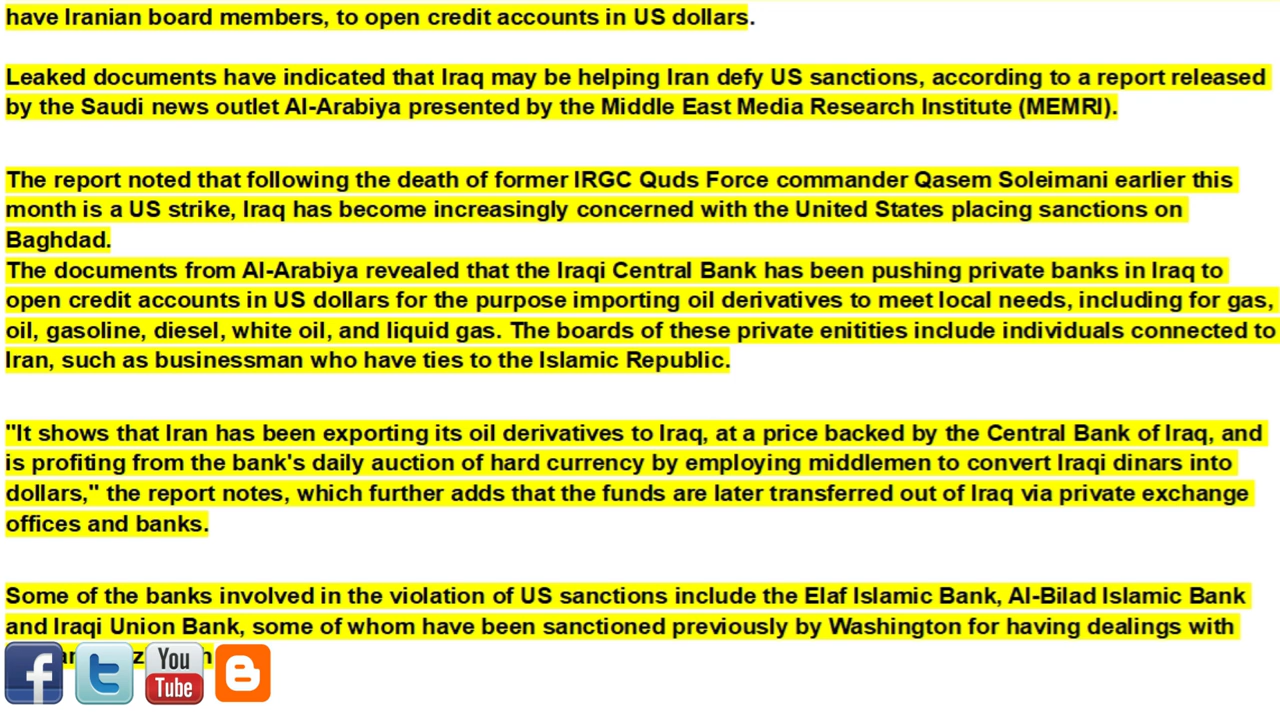 have Iranian board members, to open credit accounts in US dollars.
Leaked documents have indicated that Iraq may be helping Iran defy US sanctions, according to a report released
by the Saudi news outlet Al-Arabiya presented by the Middle East Media Research Institute (MEMRI).
The report noted that following the death of former IRGC Quds Force commander Qasem Soleimani earlier this
month is a US strike, Iraq has become increasingly concerned with the United States placing sanctions on
Baghdad.
The documents from Al-Arabiya revealed that the Iraqi Central Bank has been pushing private banks in Iraq to
open credit accounts in US dollars for the purpose importing oil derivatives to meet local needs, including for gas,
oil, gasoline, diesel, white oil, and liquid gas. The boards of these private enitities include individuals connected to
Iran, such as businessman who have ties to the Islamic Republic.
"It shows that Iran has been exporting its oil derivatives to Iraq, at a price backed by the Central Bank of Iraq, and
is profiting from the bank's daily auction of hard currency by employing middlemen to convert Iraqi dinars into
dollars," the report notes, which further adds that the funds are later transferred out of Iraq via private exchange
offices and banks.
Some of the banks involved in the violation of US sanctions include the Elaf Islamic Bank, Al-Bilad Islamic Bank
and Iraqi Union Bank, some of whom have been sanctioned previously by Washington for having dealings with
You
Tube